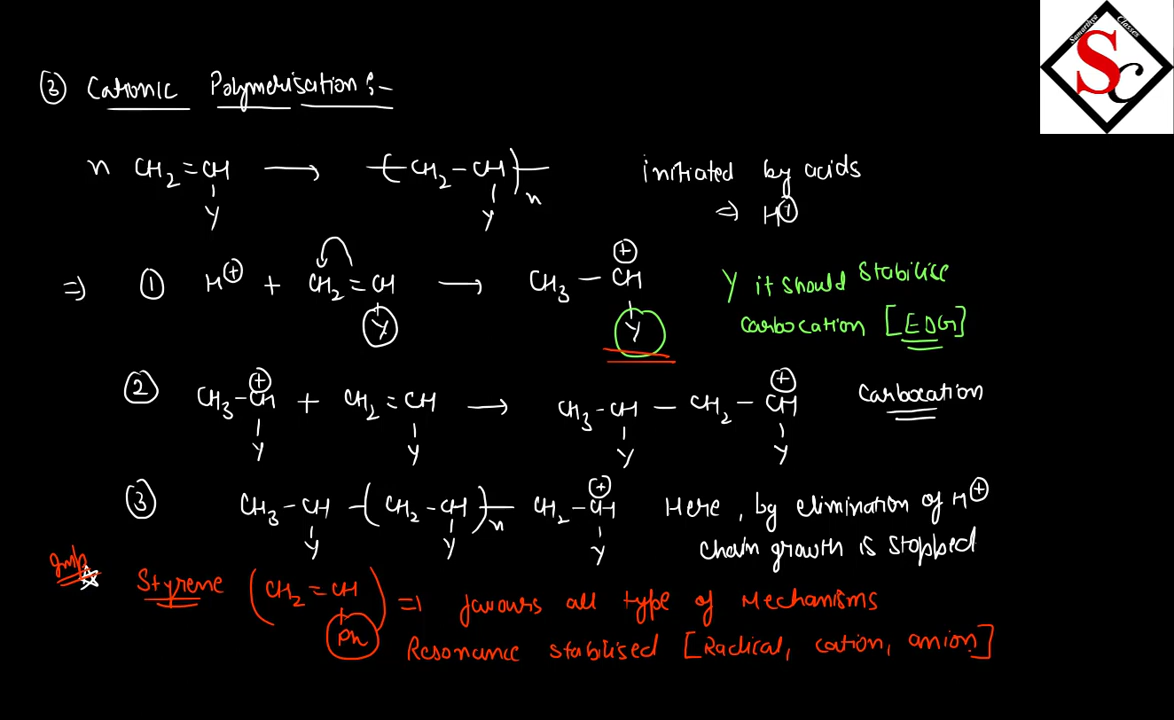 ③ Cationic Polymerisation :-
n CH₂=CH ⟶ -(CH₂-CH)-n initiated by acids
Y Y ⇒ H⊕
⇒ ① H⊕ + CH₂=CH ⟶ CH₃-CH⊕ Y it should stabilise
Y Y carbocation [EDG]
② CH₃-CH⊕ + CH₂=CH ⟶ CH₃-CH-CH₂-CH⊕ Carbocation
Y Y Y Y
③ CH₃-CH-(CH₂-CH)-n CH₂-CH⊕ Here, by elimination of H⊕
Y Y Y chain growth is stopped
Imp ☆ Styrene (CH₂=CH) ⇒ favours all type of Mechanisms
Ph Resonance stabilised [Radical, cation, anion]
Samarthya Classes
SC